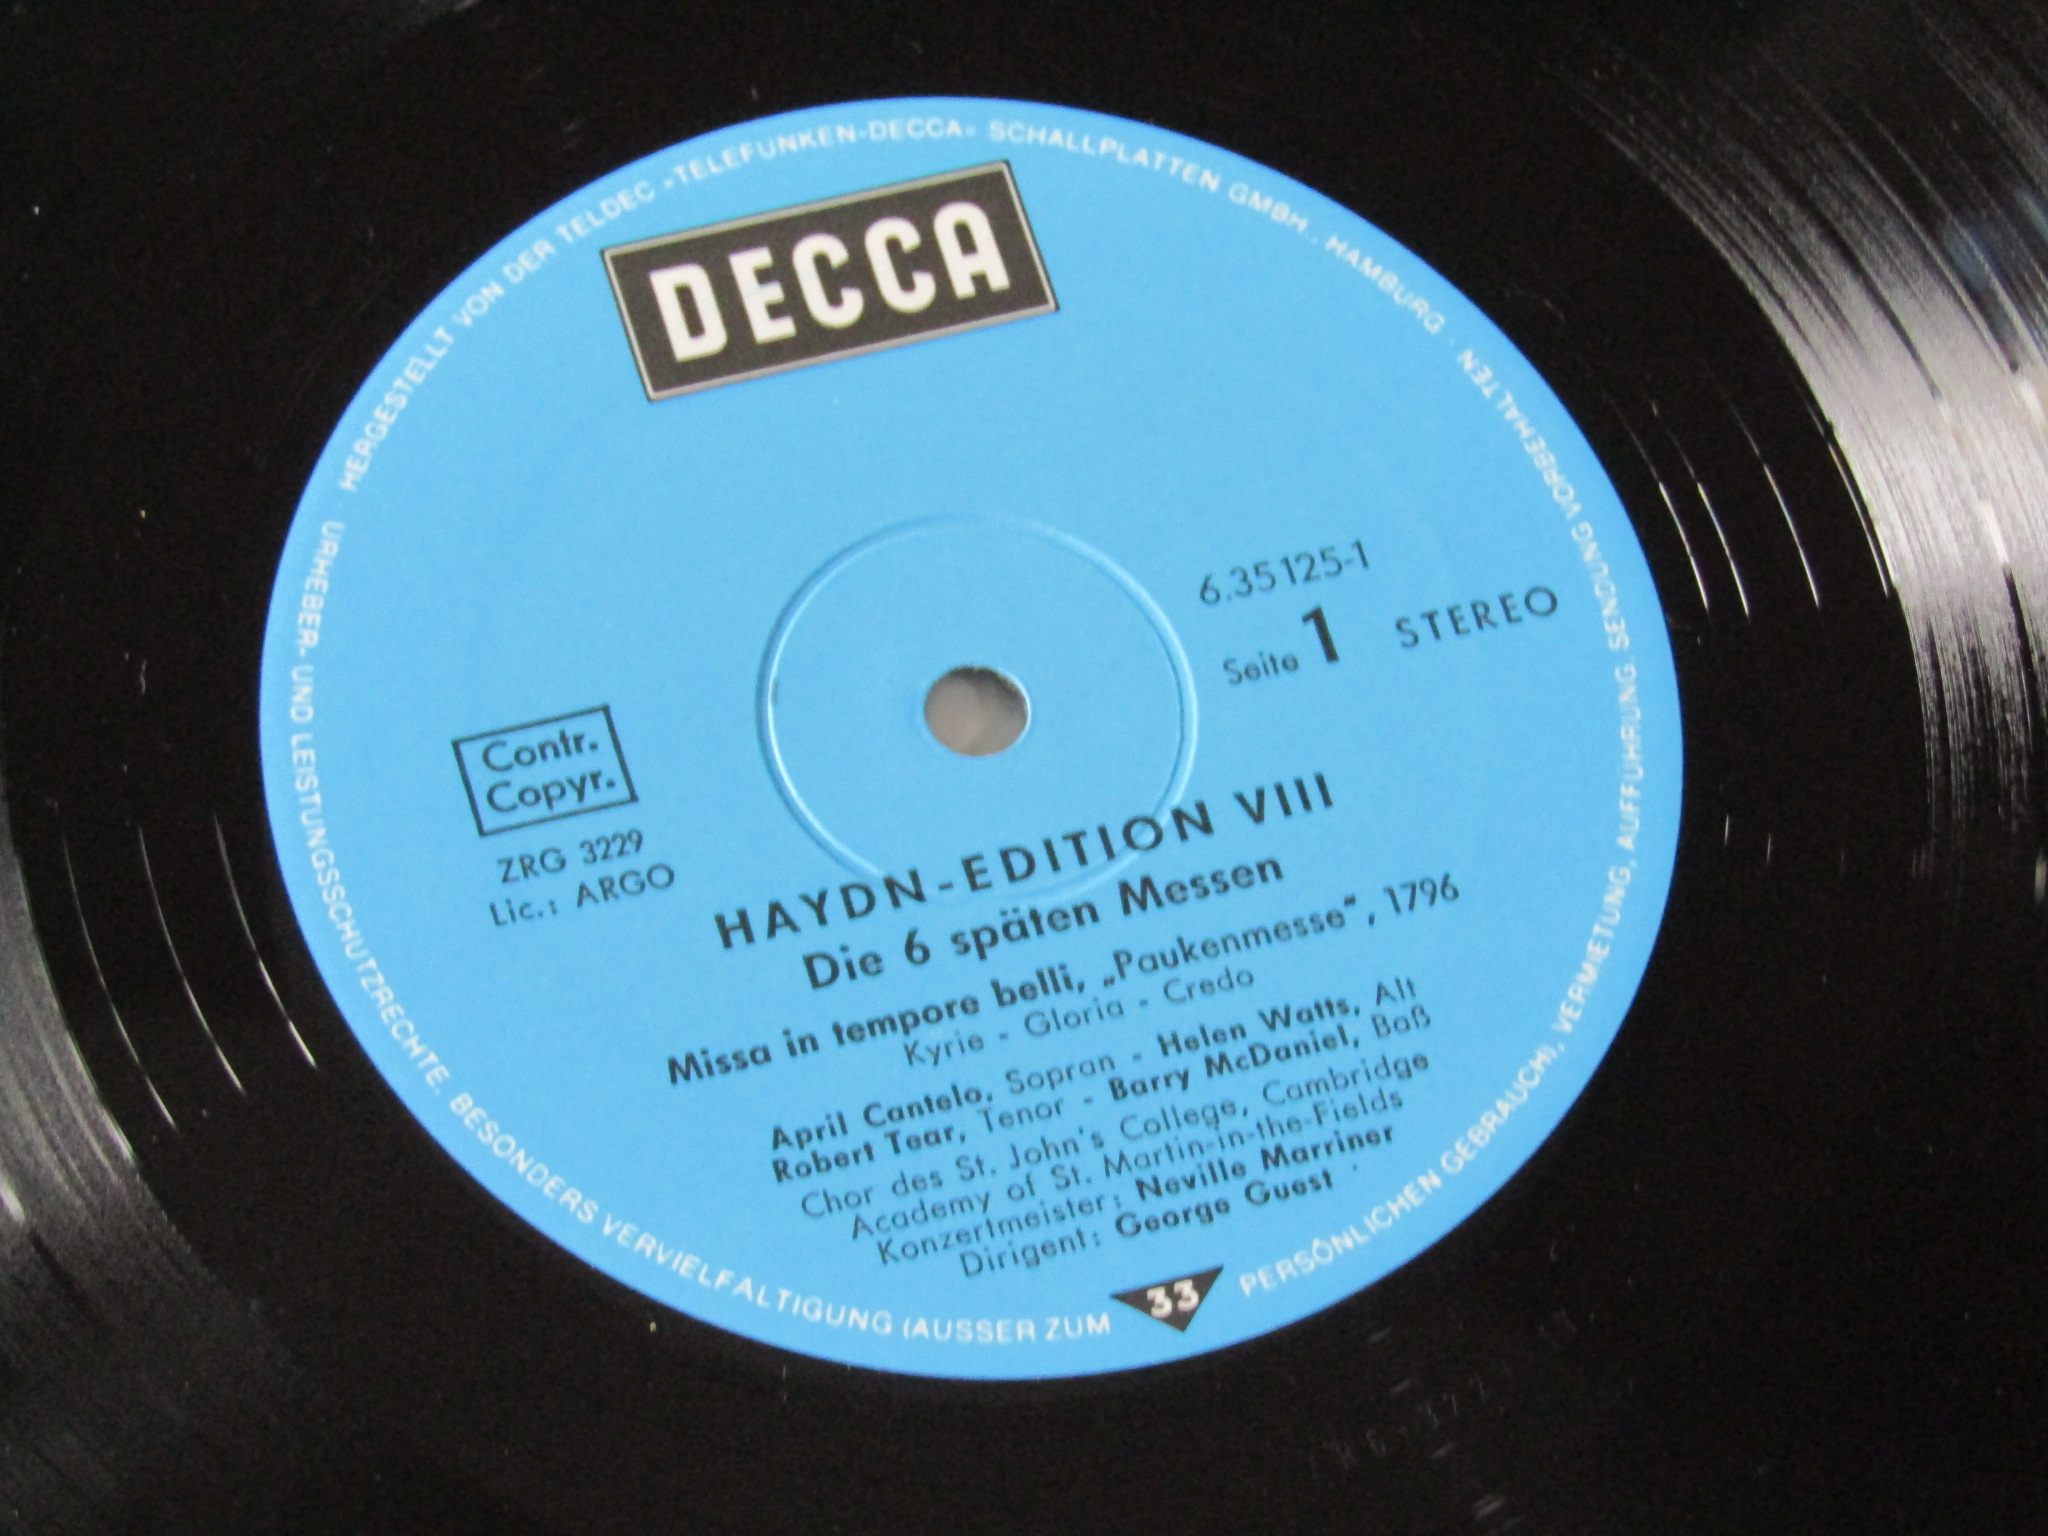 DECCA
6.35125-1
Seite 1 STEREO
Contr.
Copyr.
ZRG 3229
Lic.: ARGO
HAYDN-EDITION VIII
Die 6 späten Messen
Missa in tempore belli, „Paukenmesse“, 1796
Kyrie - Gloria - Credo
April Cantelo, Sopran - Helen Watts, Alt
Robert Tear, Tenor - Barry McDaniel, Baß
Chor des St. John's College, Cambridge
Academy of St. Martin-in-the-Fields
Konzertmeister: Neville Marriner
Dirigent: George Guest
33
HERGESTELLT VON DER TELDEC »TELEFUNKEN-DECCA« SCHALLPLATTEN GMBH . HAMBURG · URHEBER- UND LEISTUNGSSCHUTZRECHTE. BESONDERS VERVIELFALTIGUNG (AUSSER ZUM PERSÖNLICHEN GEBRAUCH), VERMIETUNG, AUFFÜHRUNG. SENDUNG VORBEHALTEN